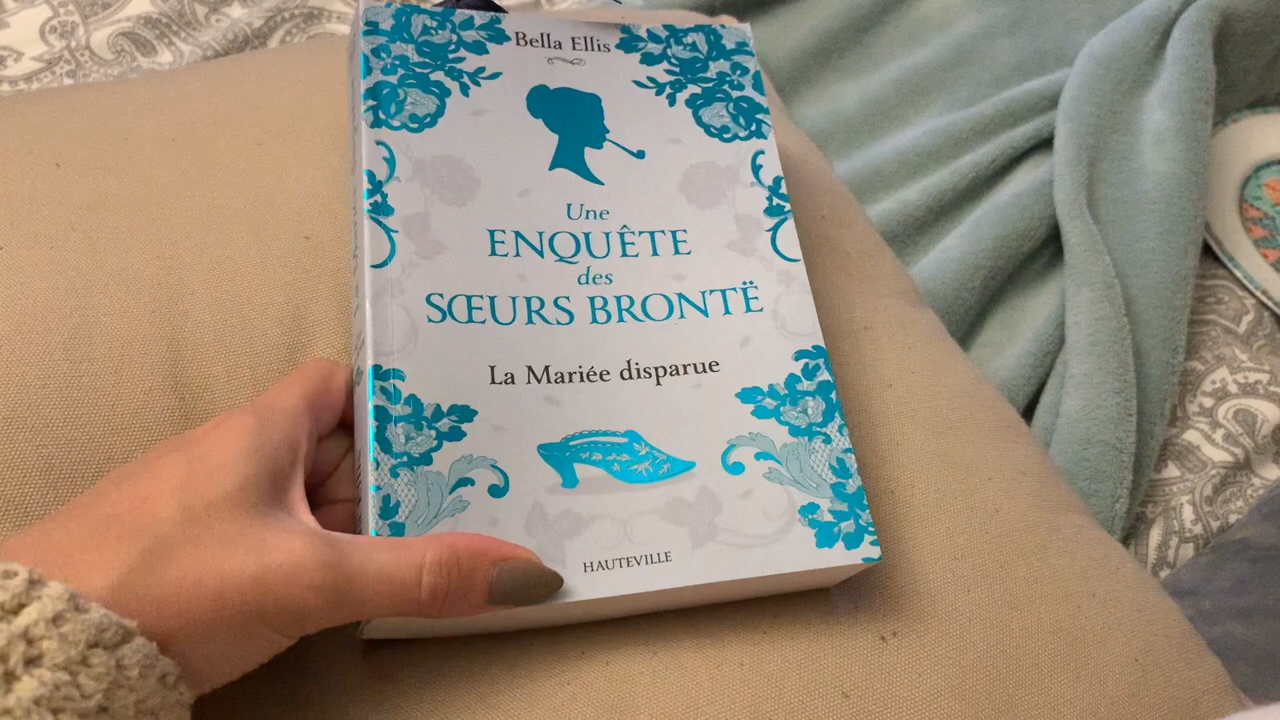 Bella Ellis
Une
ENQUÊTE
des
SŒURS BRONTË
La Mariée disparue
HAUTEVILLE